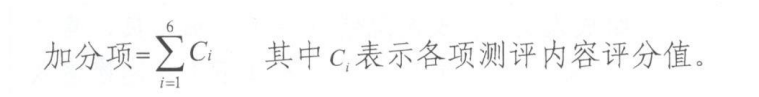 加分项=$\sum_{i=1}^{6} C_i$ 其中 $C_i$ 表示各项测评内容评分值。